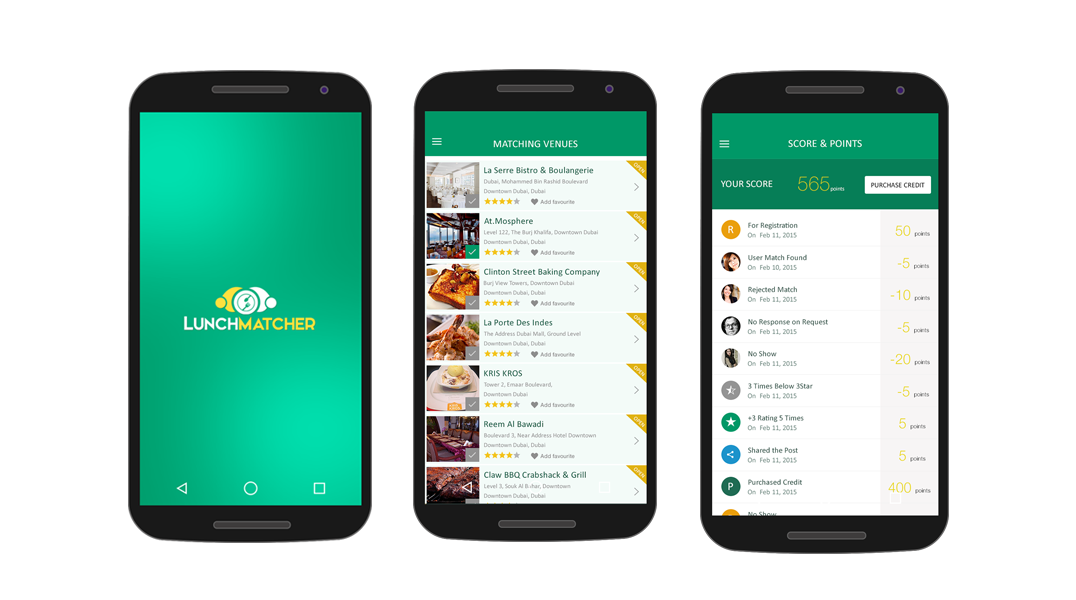 LUNCHMATCHER
MATCHING VENUES
La Serre Bistro & Boulangerie
OPEN
Dubai, Mohammed Bin Rashid Boulevard
Downtown Dubai, Dubai
Add favourite
At.Mosphere
OPEN
Level 122, The Burj Khalifa, Downtown Dubai
Downtown Dubai, Dubai
Add favourite
Clinton Street Baking Company
OPEN
Burj View Towers, Downtown Dubai
Downtown Dubai, Dubai
Add favourite
La Porte Des Indes
OPEN
The Address Dubai Mall, Ground Level
Downtown Dubai, Dubai
Add favourite
KRIS KROS
OPEN
Tower 2, Emaar Boulevard,
Downtown Dubai, Dubai
Add favourite
Reem Al Bawadi
OPEN
Boulevard 3, Near Address Hotel Downtown
Downtown Dubai, Dubai
Add favourite
Claw BBQ Crabshack & Grill
OPEN
Level 3, Souk Al Bahar, Downtown
Downtown Dubai, Dubai
SCORE & POINTS
YOUR SCORE 565 points PURCHASE CREDIT
R For Registration
On Feb 11, 2015
50 points
User Match Found
On Feb 10, 2015
-5 points
Rejected Match
On Feb 11, 2015
-10 points
No Response on Request
On Feb 11, 2015
-5 points
No Show
On Feb 11, 2015
-20 points
3 Times Below 3Star
On Feb 11, 2015
-5 points
+3 Rating 5 Times
On Feb 11, 2015
5 points
Shared the Post
On Feb 11, 2015
5 points
P Purchased Credit
On Feb 11, 2015
400 points
No Show